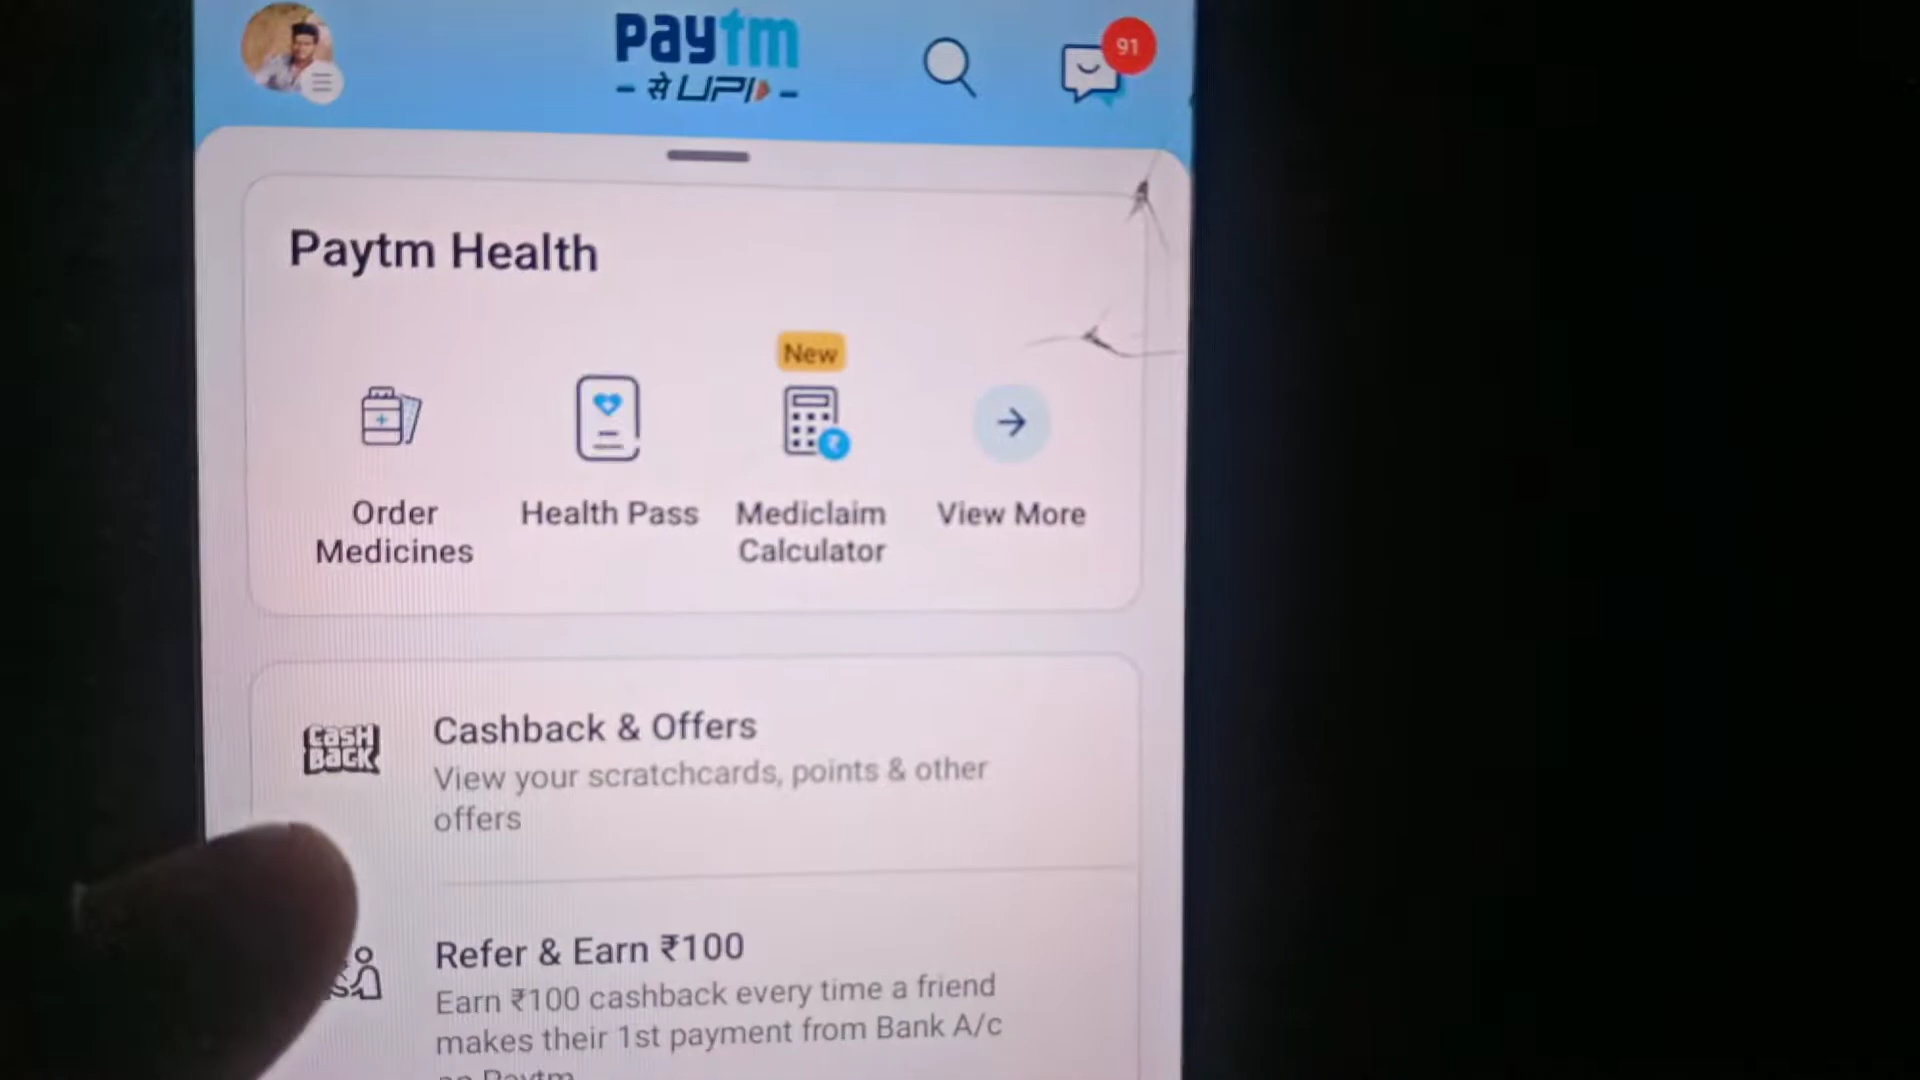 paytm
91
- से UPI -
Paytm Health
New
Order
Medicines
Health Pass
Mediclaim
Calculator
View More
CASH
BACK
Cashback & Offers
View your scratchcards, points & other
offers
Refer & Earn ₹100
Earn ₹100 cashback every time a friend
makes their 1st payment from Bank A/c
on Paytm